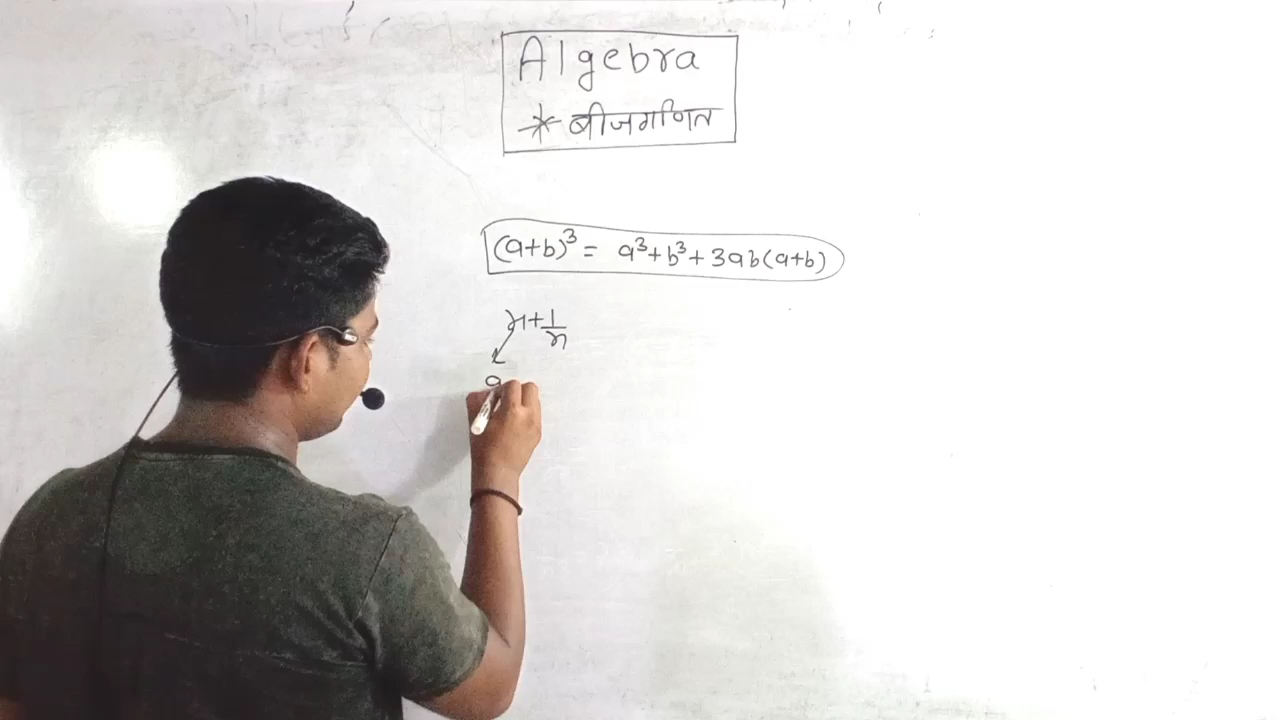 Algebra
* बीजगणित
(a+b)³ = a³+b³+3ab(a+b)
x+1/x
a